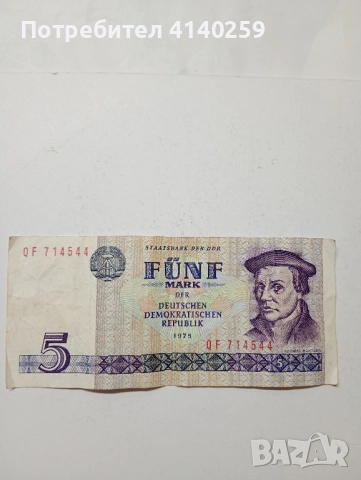 Потребител 4140259
STAATSBANK DER DDR
QF 714544
FÜNF
MARK
DER
DEUTSCHEN
DEMOKRATISCHEN
REPUBLIK
1975
QF 714544
5
BAZAR